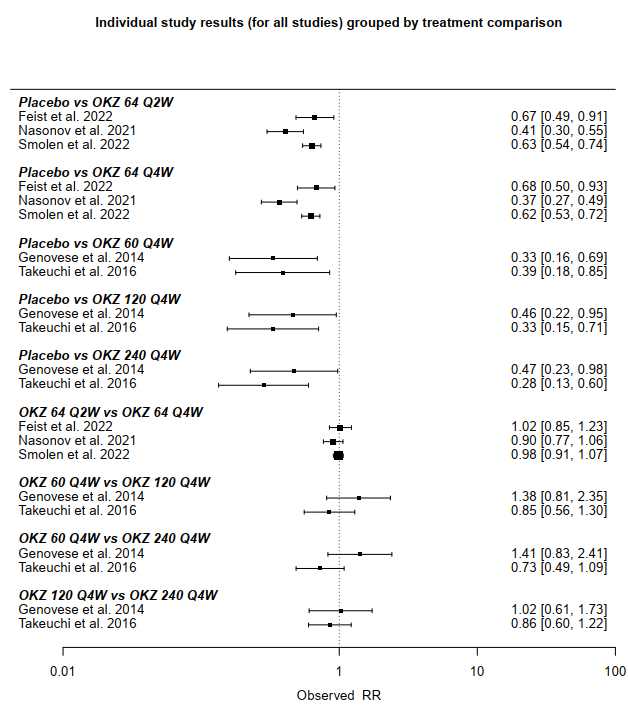 Individual study results (for all studies) grouped by treatment comparison
Placebo vs OKZ 64 Q2W
Feist et al. 2022 0.67 [0.49, 0.91]
Nasonov et al. 2021 0.41 [0.30, 0.55]
Smolen et al. 2022 0.63 [0.54, 0.74]
Placebo vs OKZ 64 Q4W
Feist et al. 2022 0.68 [0.50, 0.93]
Nasonov et al. 2021 0.37 [0.27, 0.49]
Smolen et al. 2022 0.62 [0.53, 0.72]
Placebo vs OKZ 60 Q4W
Genovese et al. 2014 0.33 [0.16, 0.69]
Takeuchi et al. 2016 0.39 [0.18, 0.85]
Placebo vs OKZ 120 Q4W
Genovese et al. 2014 0.46 [0.22, 0.95]
Takeuchi et al. 2016 0.33 [0.15, 0.71]
Placebo vs OKZ 240 Q4W
Genovese et al. 2014 0.47 [0.23, 0.98]
Takeuchi et al. 2016 0.28 [0.13, 0.60]
OKZ 64 Q2W vs OKZ 64 Q4W
Feist et al. 2022 1.02 [0.85, 1.23]
Nasonov et al. 2021 0.90 [0.77, 1.06]
Smolen et al. 2022 0.98 [0.91, 1.07]
OKZ 60 Q4W vs OKZ 120 Q4W
Genovese et al. 2014 1.38 [0.81, 2.35]
Takeuchi et al. 2016 0.85 [0.56, 1.30]
OKZ 60 Q4W vs OKZ 240 Q4W
Genovese et al. 2014 1.41 [0.83, 2.41]
Takeuchi et al. 2016 0.73 [0.49, 1.09]
OKZ 120 Q4W vs OKZ 240 Q4W
Genovese et al. 2014 1.02 [0.61, 1.73]
Takeuchi et al. 2016 0.86 [0.60, 1.22]
0.01 1 10 100
Observed RR